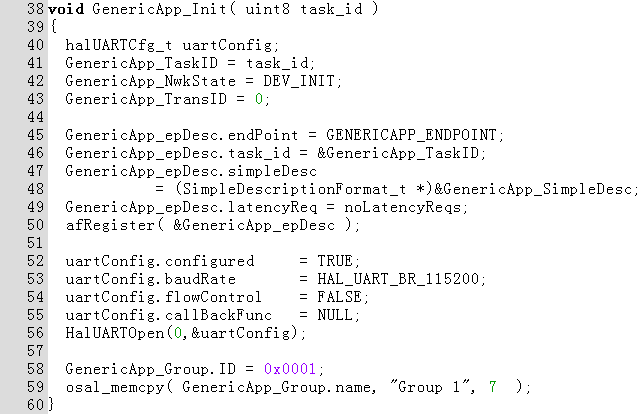 38 void GenericApp_Init( uint8 task_id )
39 {
40   halUARTCfg_t uartConfig;
41   GenericApp_TaskID = task_id;
42   GenericApp_NwkState = DEV_INIT;
43   GenericApp_TransID = 0;
44
45   GenericApp_epDesc.endPoint = GENERICAPP_ENDPOINT;
46   GenericApp_epDesc.task_id = &GenericApp_TaskID;
47   GenericApp_epDesc.simpleDesc
48             = (SimpleDescriptionFormat_t *)&GenericApp_SimpleDesc;
49   GenericApp_epDesc.latencyReq = noLatencyReqs;
50   afRegister( &GenericApp_epDesc );
51
52   uartConfig.configured     = TRUE;
53   uartConfig.baudRate       = HAL_UART_BR_115200;
54   uartConfig.flowControl    = FALSE;
55   uartConfig.callBackFunc   = NULL;
56   HalUARTOpen(0,&uartConfig);
57
58   GenericApp_Group.ID = 0x0001;
59   osal_memcpy( GenericApp_Group.name, "Group 1", 7  );
60 }